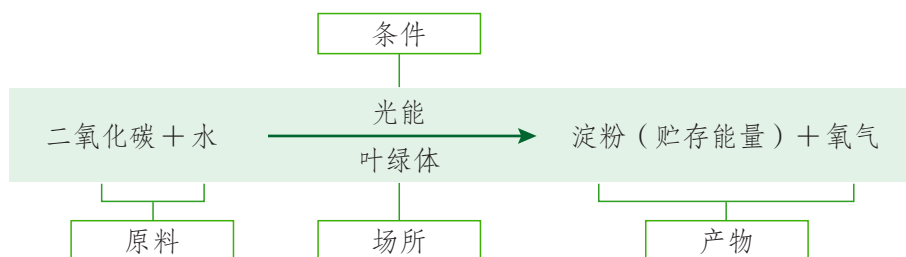 条件
光能
二氧化碳＋水
淀粉（贮存能量）＋氧气
叶绿体
原料
场所
产物